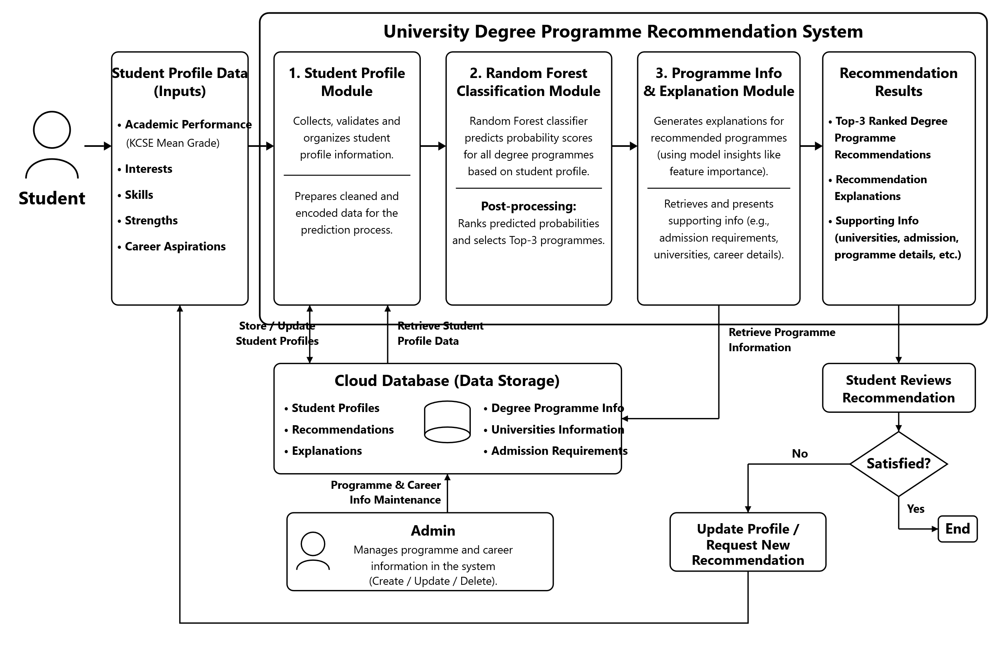 University Degree Programme Recommendation System
Student
Student Profile Data
(Inputs)
• Academic Performance
(KCSE Mean Grade)
• Interests
• Skills
• Strengths
• Career Aspirations
1. Student Profile
Module
Collects, validates and
organizes student
profile information.
Prepares cleaned and
encoded data for the
prediction process.
2. Random Forest
Classification Module
Random Forest classifier
predicts probability scores
for all degree programmes
based on student profile.
Post-processing:
Ranks predicted probabilities
and selects Top-3 programmes.
3. Programme Info
& Explanation Module
Generates explanations for
recommended programmes
(using model insights like
feature importance).
Retrieves and presents
supporting info (e.g.,
admission requirements,
universities, career details).
Recommendation
Results
• Top-3 Ranked Degree
Programme
Recommendations
• Recommendation
Explanations
• Supporting Info
(universities, admission,
programme details, etc.)
Store / Update
Student Profiles
Retrieve Student
Profile Data
Retrieve Programme
Information
Cloud Database (Data Storage)
• Student Profiles
• Recommendations
• Explanations
• Degree Programme Info
• Universities Information
• Admission Requirements
Student Reviews
Recommendation
Satisfied?
No
Yes
End
Programme & Career
Info Maintenance
Admin
Manages programme and career
information in the system
(Create / Update / Delete).
Update Profile /
Request New
Recommendation